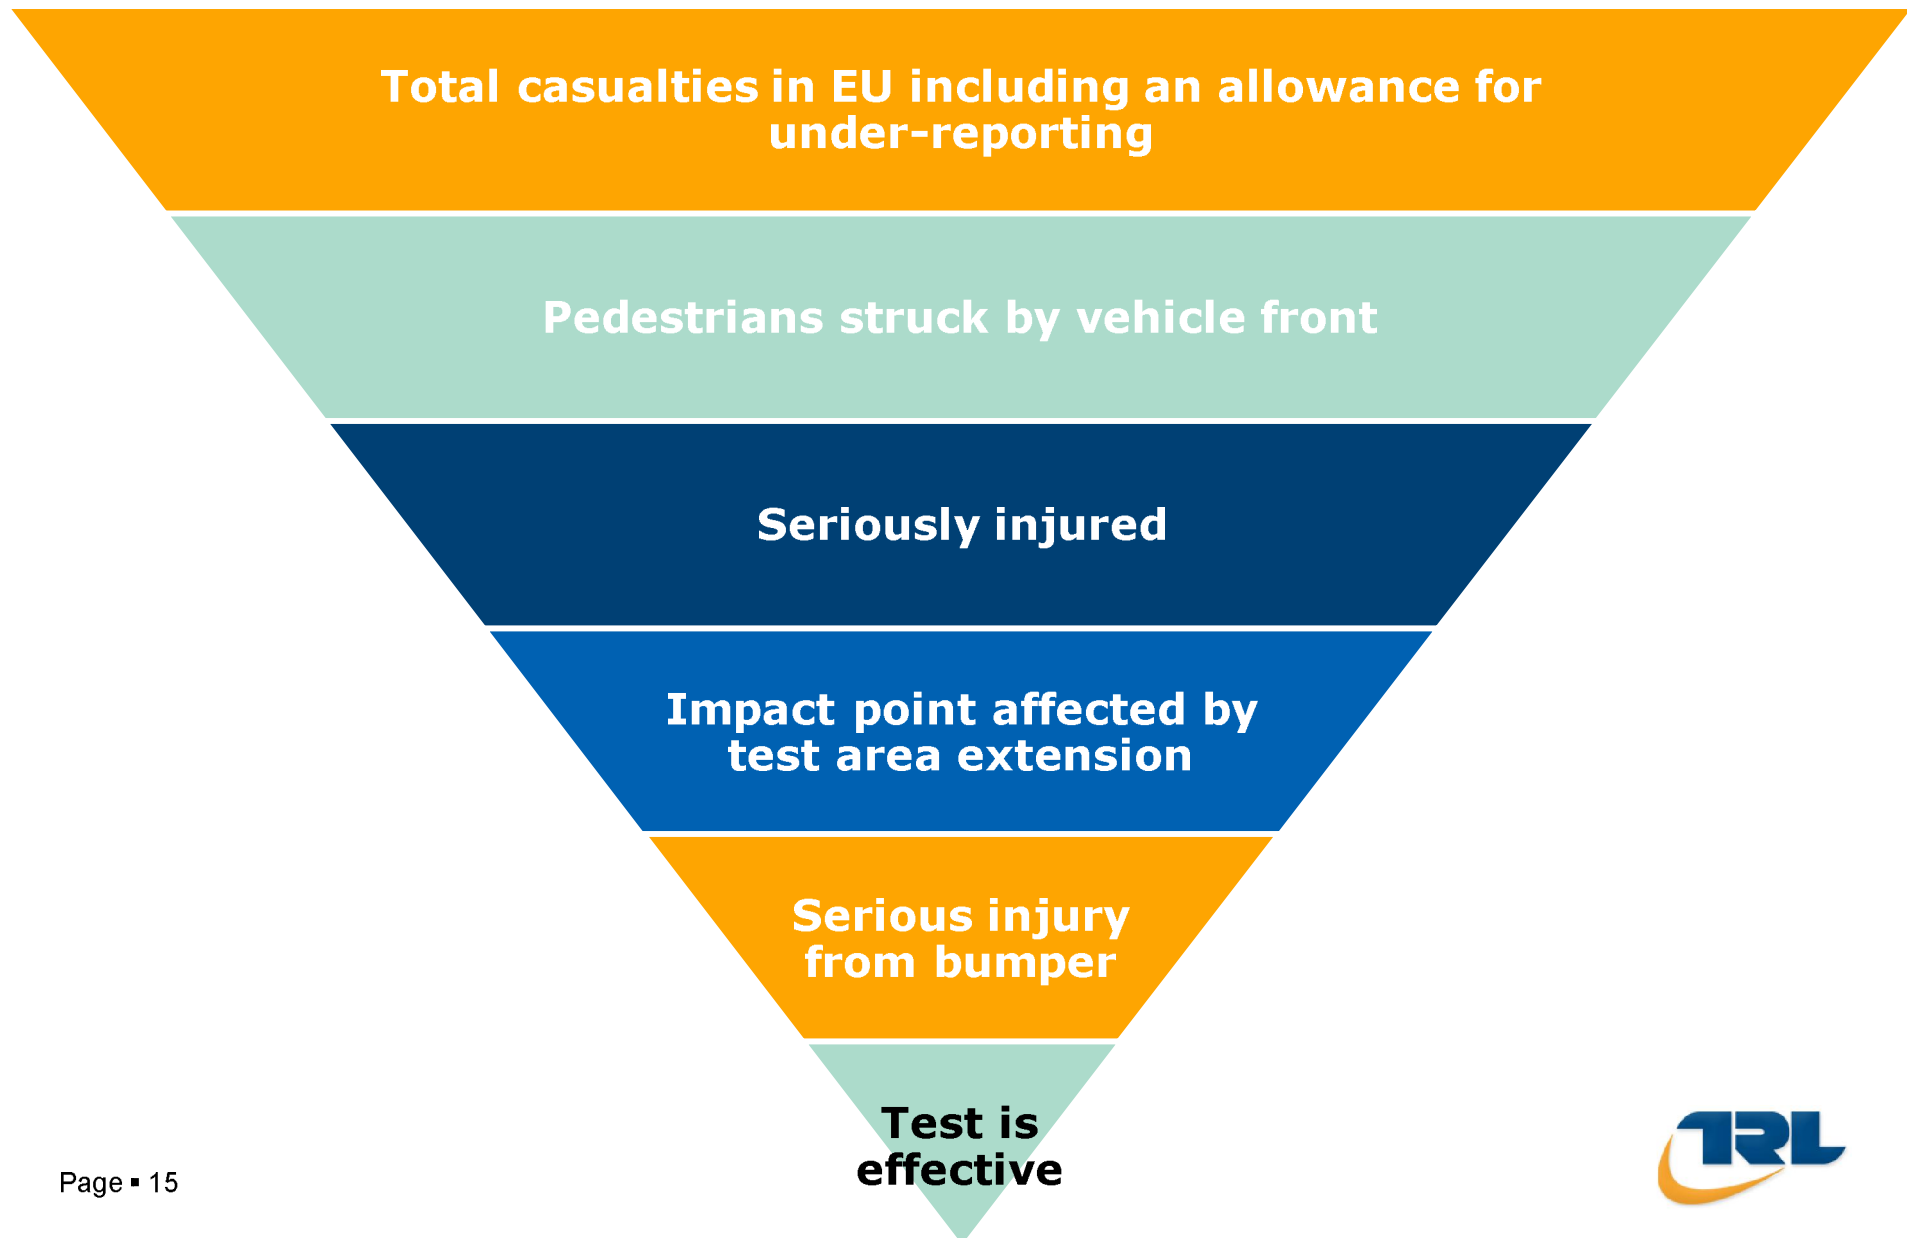 Total casualties in EU including an allowance for
under-reporting
Pedestrians struck by vehicle front
Seriously injured
Impact point affected by
test area extension
Serious injury
from bumper
Test is
effective
Page ▪ 15
TRL